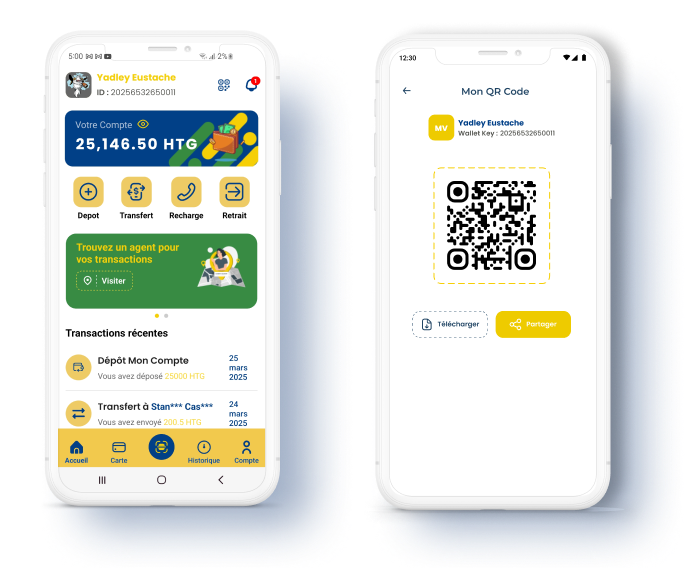 5:00
2%
Yadley Eustache
ID : 20256532650011
Votre Compte
25,146.50 HTG
Depot
Transfert
Recharge
Retrait
Trouvez un agent pour
vos transactions
Visiter
Transactions récentes
Dépôt Mon Compte
Vous avez déposé 25000 HTG
25
mars
2025
Transfert à Stan*** Cas***
Vous avez envoyé 200.5 HTG
24
mars
2025
Accueil
Carte
Historique
Compte
12:30
Mon QR Code
MV
Yadley Eustache
Wallet Key : 20256532650011
Télécharger
Partager